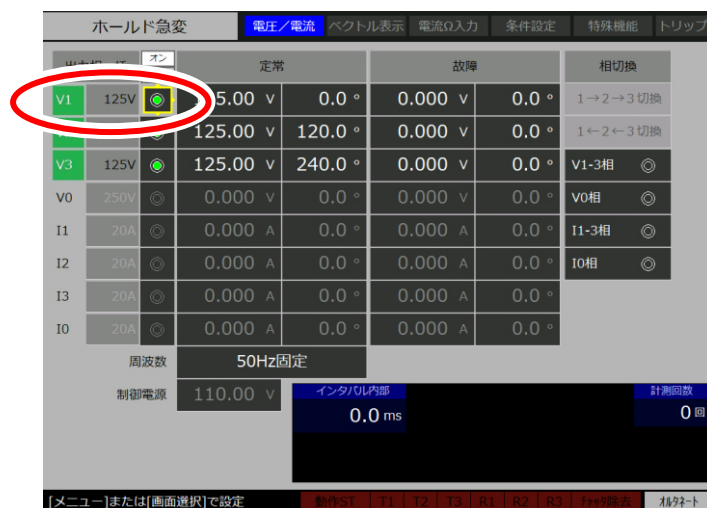 ホールド急変 電圧／電流 ベクトル表示 電流Ω入力 条件設定 特殊機能 トリップ
オン 定常 故障 相切換
V1 125V 5.00 V 0.0 ° 0.000 V 0.0 ° 1→2→3切換
125V 125.00 V 120.0 ° 0.000 V 0.0 ° 1←2←3切換
V3 125V 125.00 V 240.0 ° 0.000 V 0.0 ° V1-3相
V0 250V 0.000 V 0.0 ° 0.000 V 0.0 ° V0相
I1 20A 0.000 A 0.0 ° 0.000 A 0.0 ° I1-3相
I2 20A 0.000 A 0.0 ° 0.000 A 0.0 ° I0相
I3 20A 0.000 A 0.0 ° 0.000 A 0.0 °
I0 20A 0.000 A 0.0 ° 0.000 A 0.0 °
周波数 50Hz固定
制御電源 110.00 V インタバル内部 計測回数
0.0 ms 0 回
[メニュー]または[画面選択]で設定 動作ST T1 T2 T3 R1 R2 R3 ﾁｬｯﾀ除去 ｵﾙﾀﾈｰﾄ